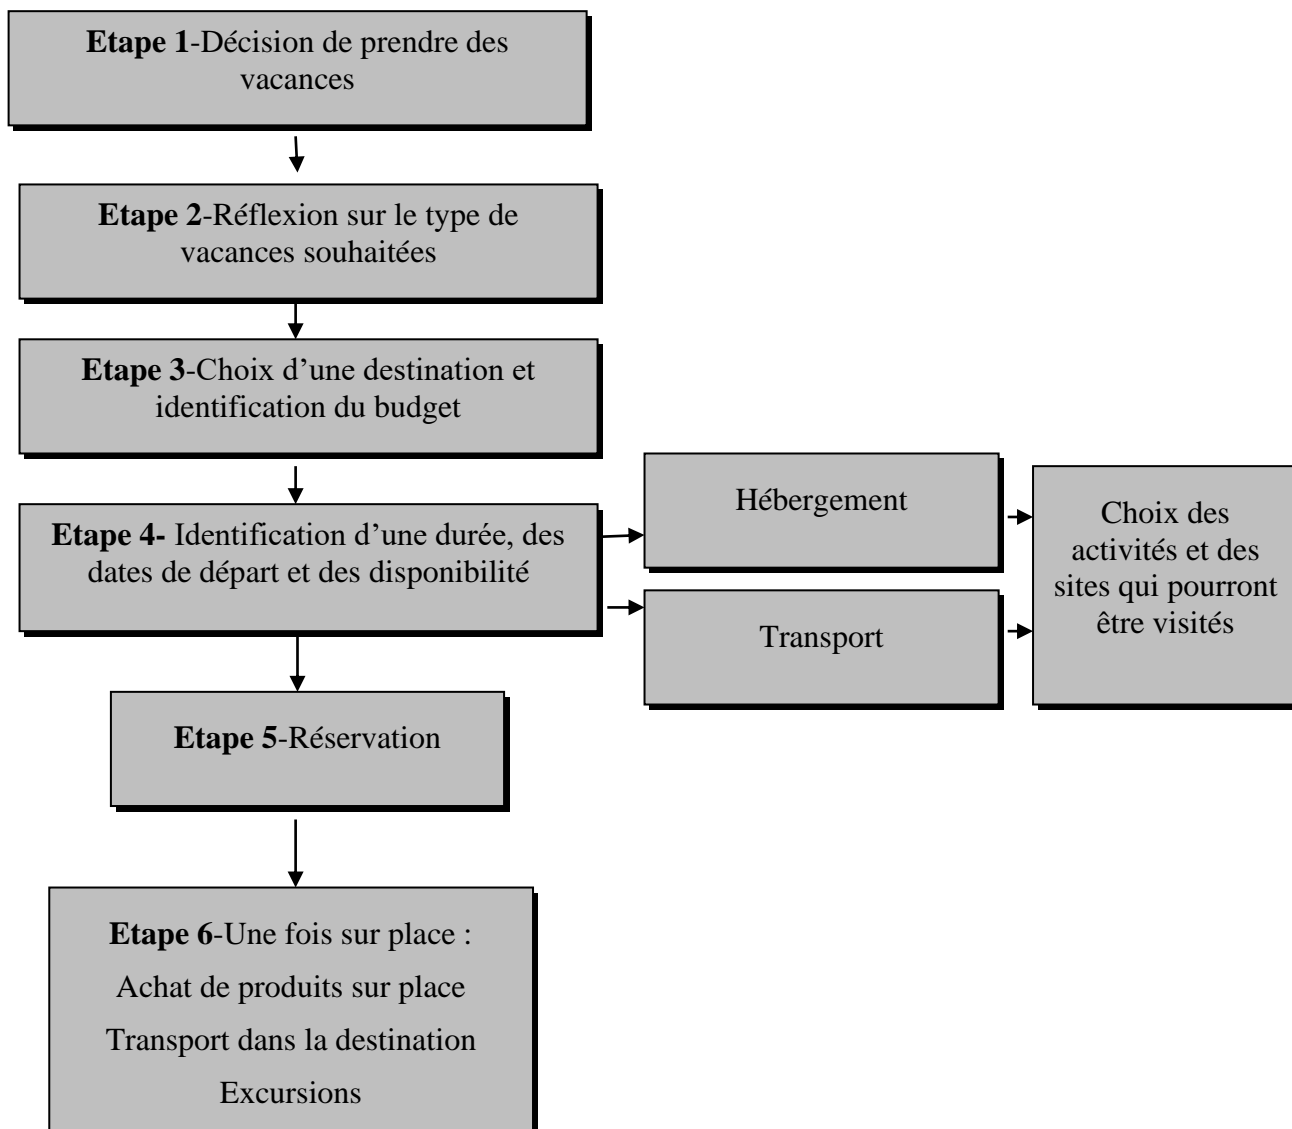 Etape 1-Décision de prendre des
vacances
Etape 2-Réflexion sur le type de
vacances souhaitées
Etape 3-Choix d’une destination et
identification du budget
Etape 4- Identification d’une durée, des
dates de départ et des disponibilité
Hébergement
Transport
Choix des
activités et des
sites qui pourront
être visités
Etape 5-Réservation
Etape 6-Une fois sur place :
Achat de produits sur place
Transport dans la destination
Excursions